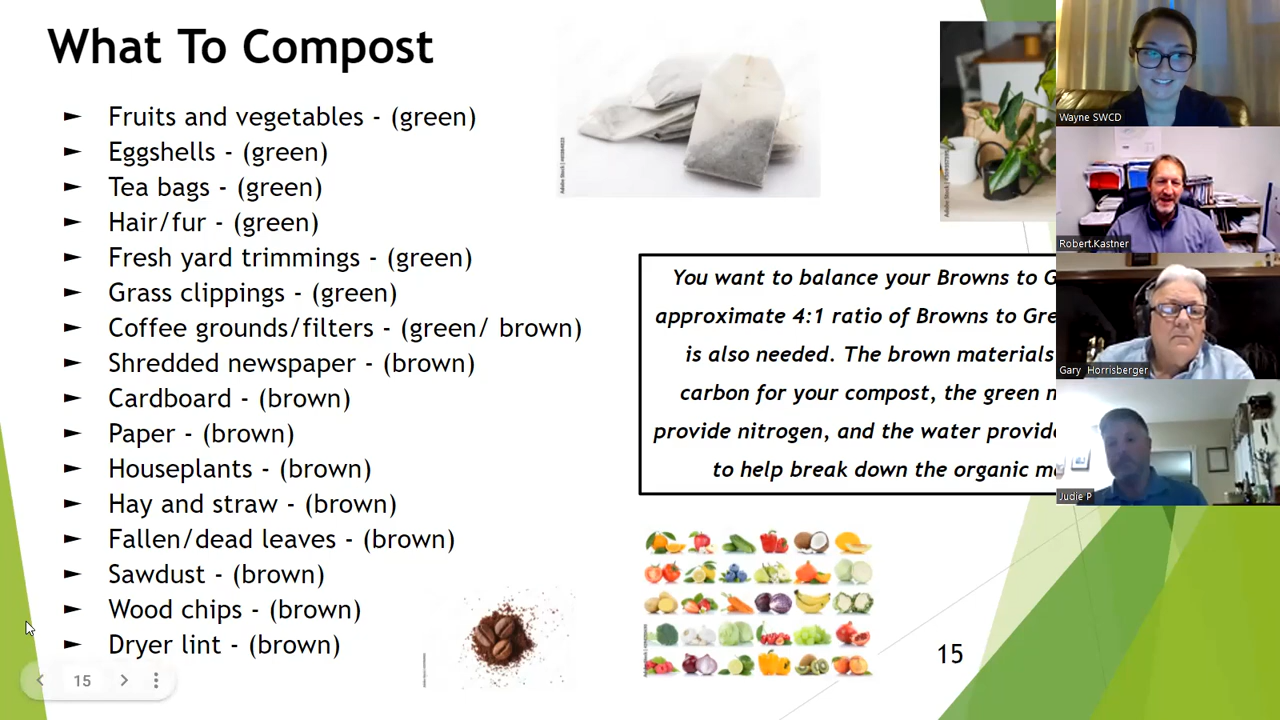 What To Compost
► Fruits and vegetables - (green)
► Eggshells - (green)
► Tea bags - (green)
► Hair/fur - (green)
► Fresh yard trimmings - (green)
► Grass clippings - (green)
► Coffee grounds/filters - (green/ brown)
► Shredded newspaper - (brown)
► Cardboard - (brown)
► Paper - (brown)
► Houseplants - (brown)
► Hay and straw - (brown)
► Fallen/dead leaves - (brown)
► Sawdust - (brown)
► Wood chips - (brown)
► Dryer lint - (brown)
You want to balance your Browns to G
approximate 4:1 ratio of Browns to Gre
is also needed. The brown materials
carbon for your compost, the green
provide nitrogen, and the water provide
to help break down the organic
15
15
Wayne SWCD
Robert.Kastner
Gary Horrisberger
Judie P